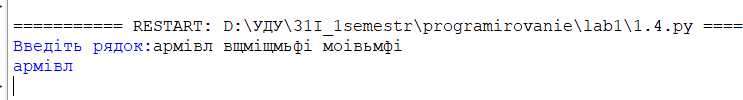 =========== RESTART: D:\УДУ\31І_1semestr\programirovanie\lab1\1.4.py ====
Введіть рядок:армівл вщміщмьфі моівьмфі
армівл